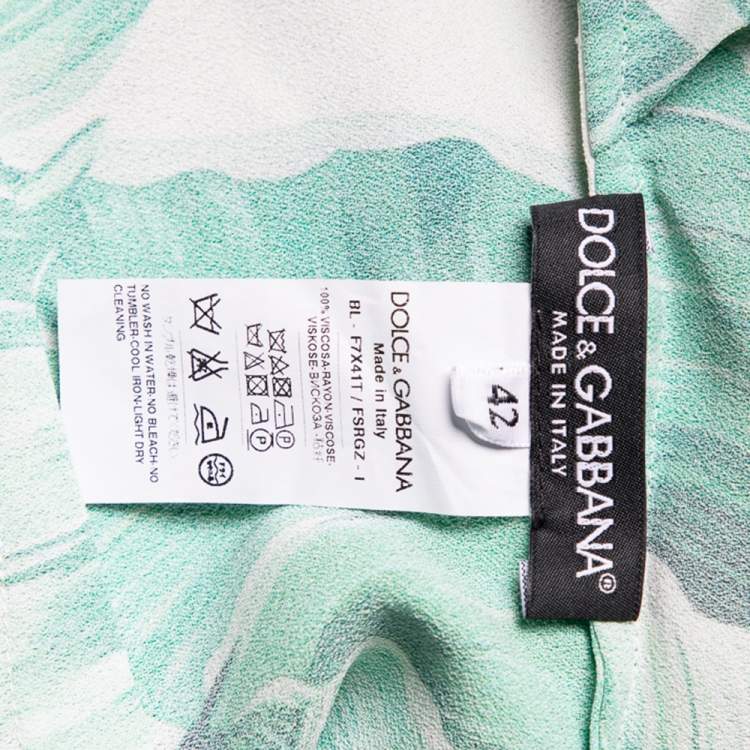 DOLCE & GABBANA®
MADE IN ITALY
42
DOLCE & GABBANA
Made in Italy
BL - F7X41T / FSRGZ - I
100% VISCOSA-RAYON-VISCOSE-
VISKOSE-ВИСКОЗА-
NO WASH IN WATER-NO BLEACH-NO
TUMBLER-COOL IRON-LIGHT DRY
CLEANING